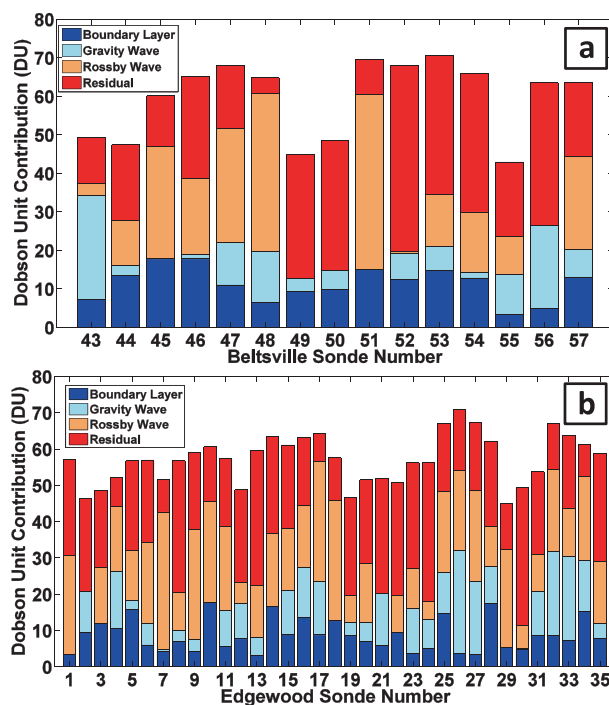 80
70
60
50
40
30
20
10
0
Dobson Unit Contribution (DU)
Boundary Layer
Gravity Wave
Rossby Wave
Residual
a
43 44 45 46 47 48 49 50 51 52 53 54 55 56 57
Beltsville Sonde Number
80
70
60
50
40
30
20
10
0
Dobson Unit Contribution (DU)
Boundary Layer
Gravity Wave
Rossby Wave
Residual
b
1 3 5 7 9 11 13 15 17 19 21 23 25 27 29 31 33 35
Edgewood Sonde Number